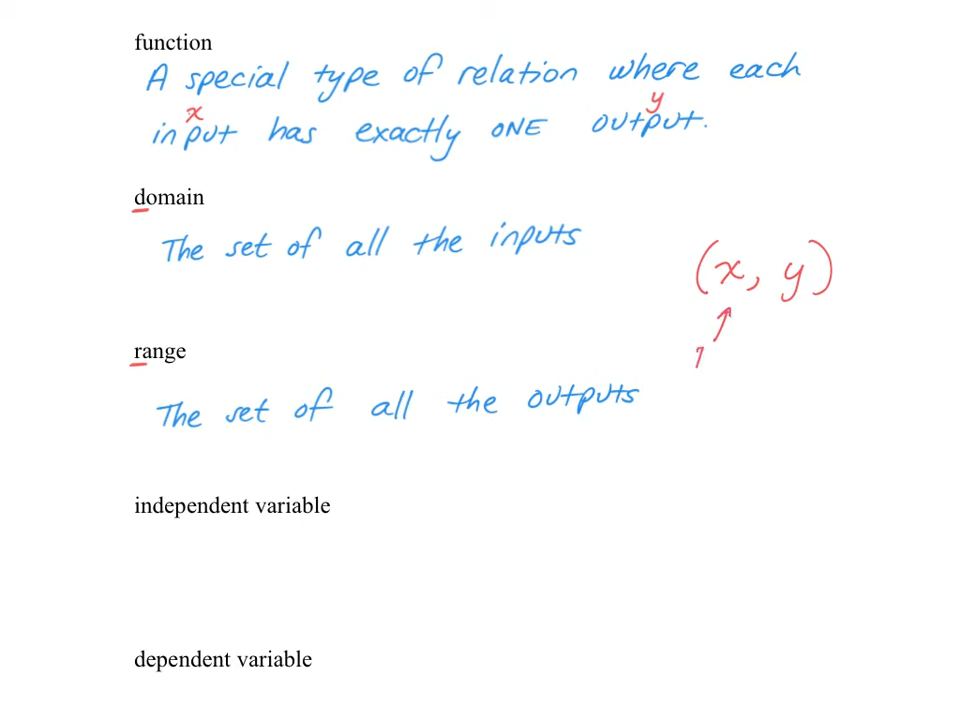 function
A special type of relation where each
x y
input has exactly ONE output.
domain
The set of all the inputs
(x, y)
range
The set of all the outputs
independent variable
dependent variable